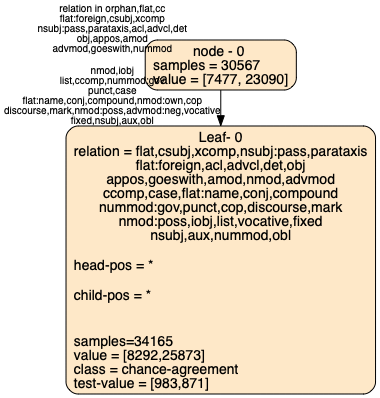 relation in orphan,flat,cc
flat:foreign,csubj,xcomp
nsubj:pass,parataxis,acl,advcl,det
obj,appos,amod
advmod,goeswith,nummod
nmod,iobj
list,ccomp,nummod:gov
punct,case
flat:name,conj,compound,nmod:own,cop
discourse,mark,nmod:poss,advmod:neg,vocative
fixed,nsubj,aux,obl
node - 0
samples = 30567
value = [7477, 23090]
Leaf- 0
relation = flat,csubj,xcomp,nsubj:pass,parataxis
flat:foreign,acl,advcl,det,obj
appos,goeswith,amod,nmod,advmod
ccomp,case,flat:name,conj,compound
nummod:gov,punct,cop,discourse,mark
nmod:poss,iobj,list,vocative,fixed
nsubj,aux,nummod,obl
head-pos = *
child-pos = *
samples=34165
value = [8292,25873]
class = chance-agreement
test-value = [983,871]